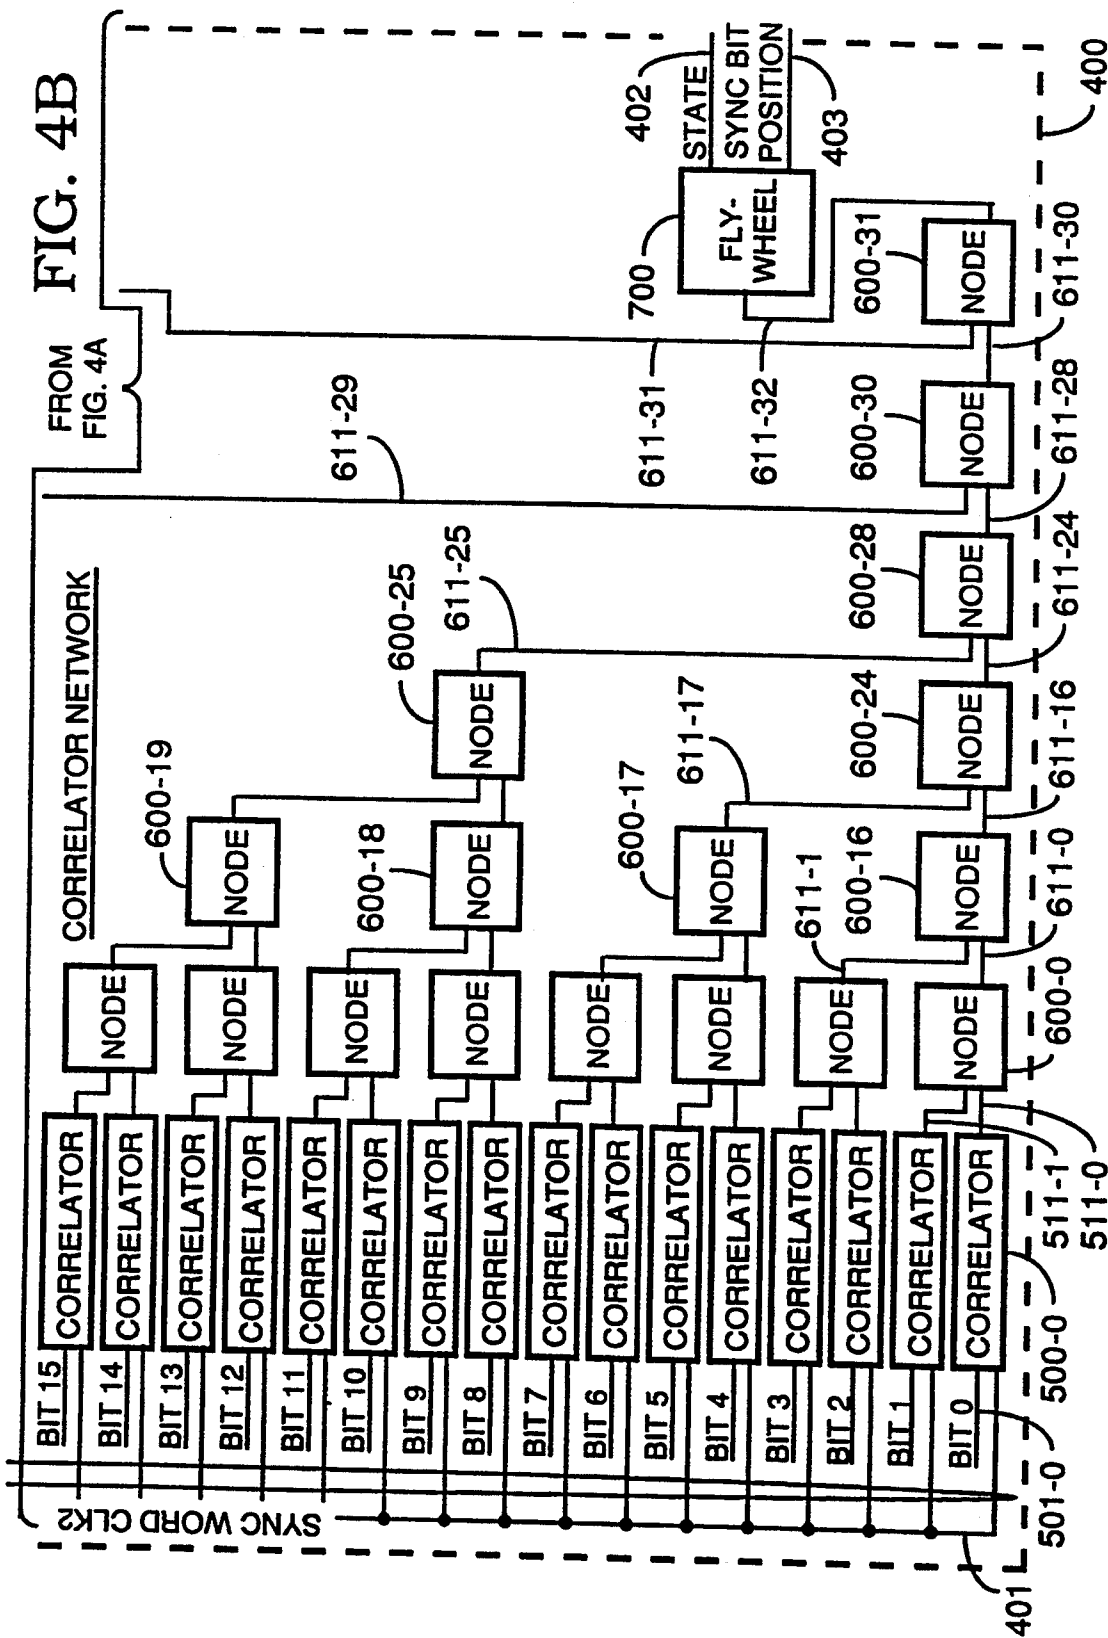 FIG. 4B
FROM
FIG. 4A
CORRELATOR NETWORK
SYNC WORD CLK2
BIT 15
CORRELATOR
BIT 14
CORRELATOR
NODE
BIT 13
CORRELATOR
BIT 12
CORRELATOR
NODE
NODE
600-19
BIT 11
CORRELATOR
BIT 10
CORRELATOR
NODE
BIT 9
CORRELATOR
BIT 8
CORRELATOR
NODE
NODE
600-18
NODE
600-25
611-25
611-29
BIT 7
CORRELATOR
BIT 6
CORRELATOR
NODE
BIT 5
CORRELATOR
BIT 4
CORRELATOR
NODE
NODE
600-17
611-17
BIT 3
CORRELATOR
BIT 2
CORRELATOR
NODE
611-1
BIT 1
CORRELATOR
BIT 0
CORRELATOR
NODE
600-16
NODE
600-24
NODE
600-28
NODE
600-30
NODE
600-31
NODE
611-31
611-32
700
FLY-
WHEEL
402
STATE
SYNC BIT
POSITION
403
401
501-0
500-0
511-1
511-0
600-0
611-0
611-16
611-24
611-28
611-30
400